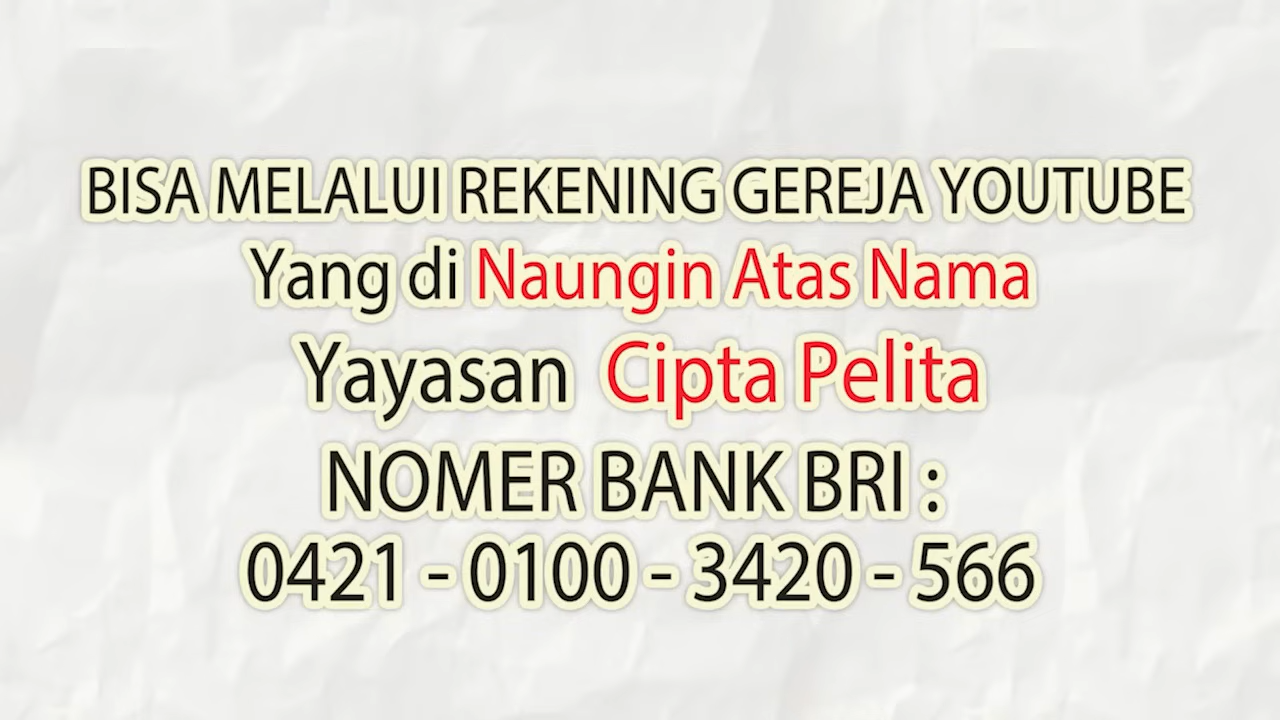 BISA MELALUI REKENING GEREJA YOUTUBE
Yang di Naungin Atas Nama
Yayasan Cipta Pelita
NOMER BANK BRI :
0421 - 0100 - 3420 - 566